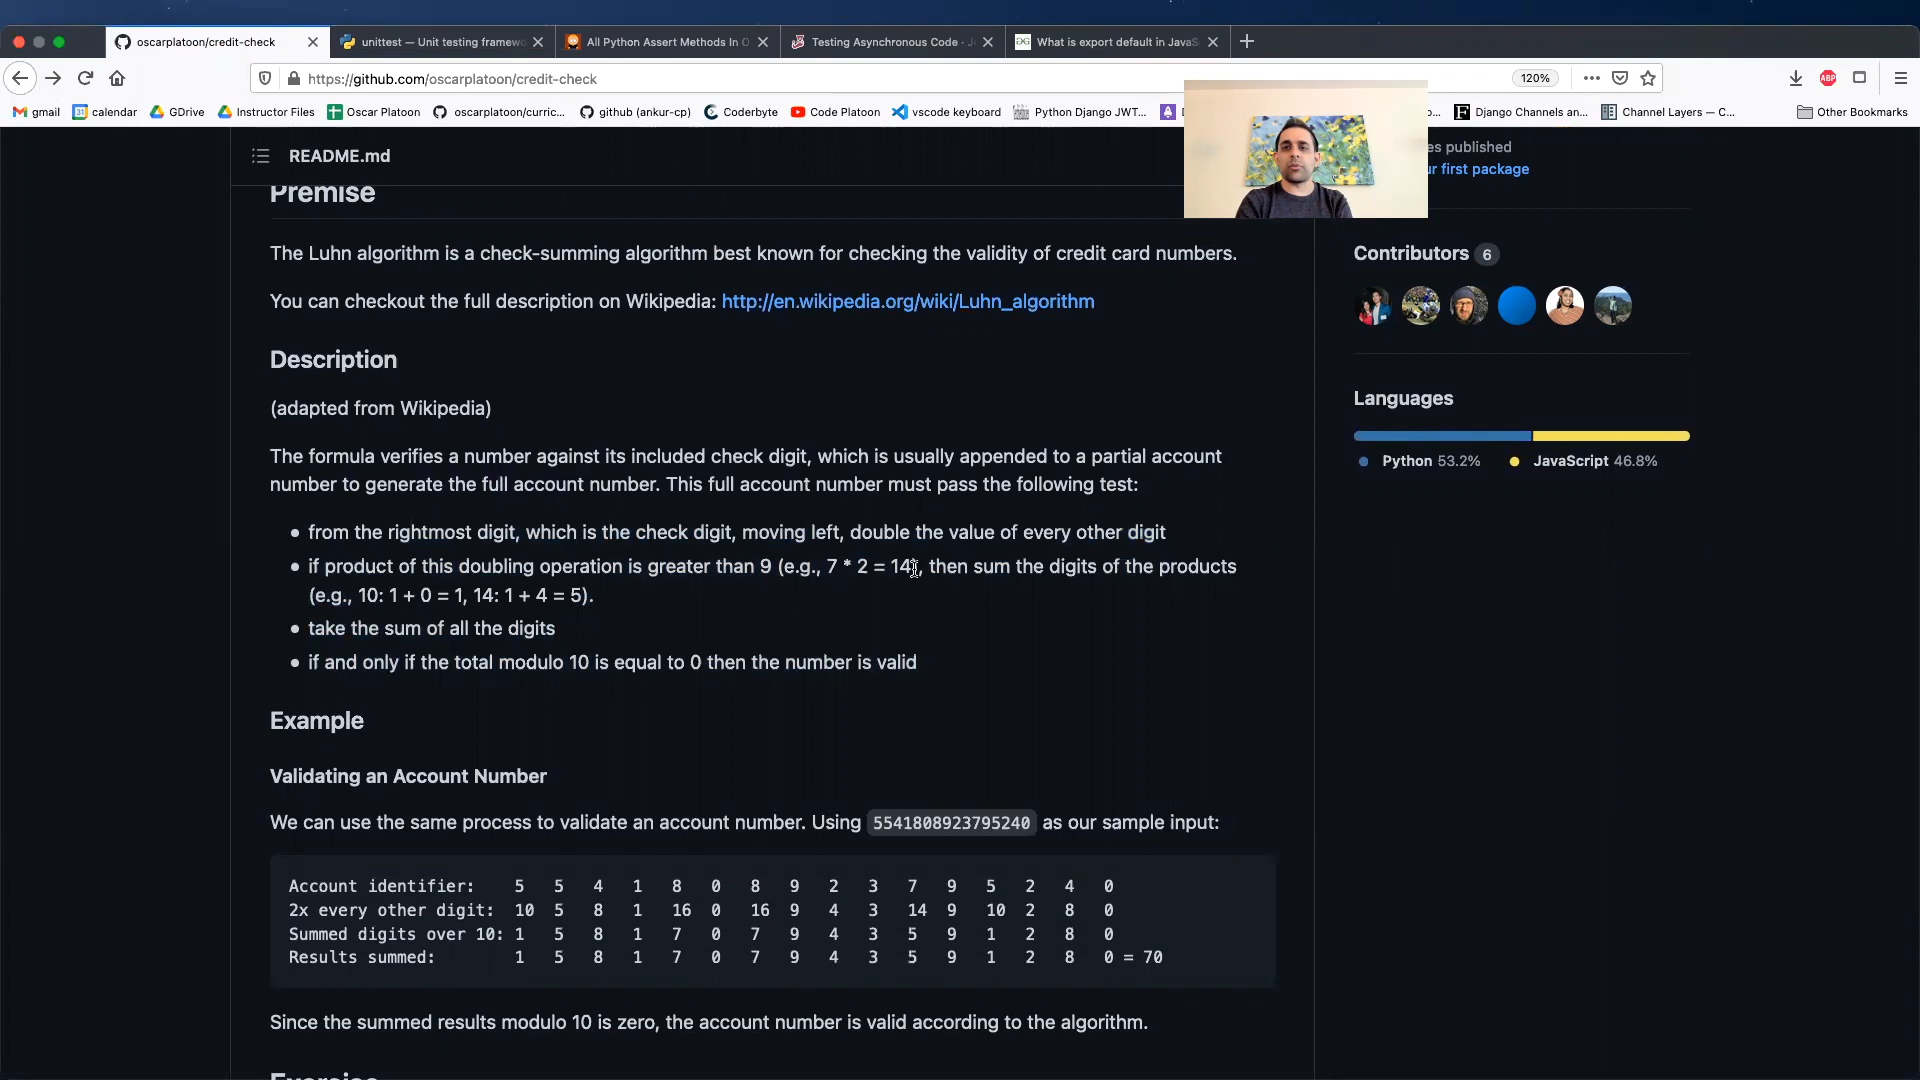 oscarplatoon/credit-check
unittest — Unit testing framew
All Python Assert Methods In O
Testing Asynchronous Code · J
What is export default in JavaS
https://github.com/oscarplatoon/credit-check
120%
ABP
gmail
calendar
GDrive
Instructor Files
Oscar Platoon
oscarplatoon/curric...
github (ankur-cp)
Coderbyte
Code Platoon
vscode keyboard
Python Django JWT...
Django Channels an...
Channel Layers — C...
Other Bookmarks
README.md
es published
ur first package
Premise
The Luhn algorithm is a check-summing algorithm best known for checking the validity of credit card numbers.
You can checkout the full description on Wikipedia: http://en.wikipedia.org/wiki/Luhn_algorithm
Contributors 6
Description
(adapted from Wikipedia)
Languages
Python 53.2% JavaScript 46.8%
The formula verifies a number against its included check digit, which is usually appended to a partial account
number to generate the full account number. This full account number must pass the following test:
• from the rightmost digit, which is the check digit, moving left, double the value of every other digit
• if product of this doubling operation is greater than 9 (e.g., 7 * 2 = 14), then sum the digits of the products
(e.g., 10: 1 + 0 = 1, 14: 1 + 4 = 5).
• take the sum of all the digits
• if and only if the total modulo 10 is equal to 0 then the number is valid
Example
Validating an Account Number
We can use the same process to validate an account number. Using 5541808923795240 as our sample input:
Account identifier: 5 5 4 1 8 0 8 9 2 3 7 9 5 2 4 0
2x every other digit: 10 5 8 1 16 0 16 9 4 3 14 9 10 2 8 0
Summed digits over 10: 1 5 8 1 7 0 7 9 4 3 5 9 1 2 8 0
Results summed: 1 5 8 1 7 0 7 9 4 3 5 9 1 2 8 0 = 70
Since the summed results modulo 10 is zero, the account number is valid according to the algorithm.
Exercise